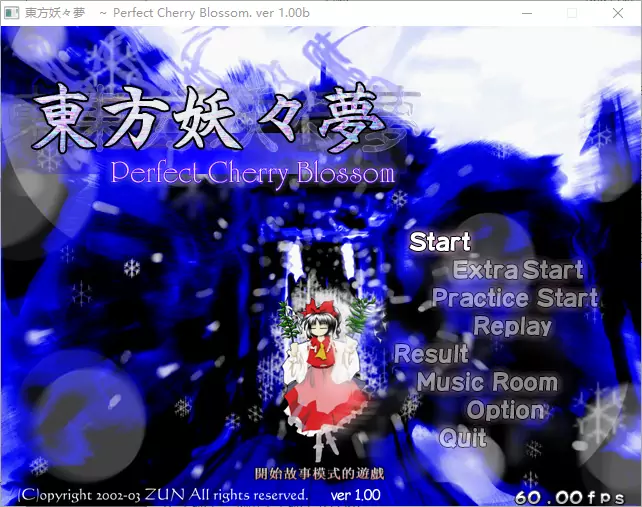 東方妖々夢 ~ Perfect Cherry Blossom. ver 1.00b
東方妖々夢
Perfect Cherry Blossom
Start
Extra Start
Practice Start
Replay
Result
Music Room
Option
Quit
開始故事模式的遊戲
(C)opyright 2002-03 ZUN All rights reserved. ver 1.00
60.00fps